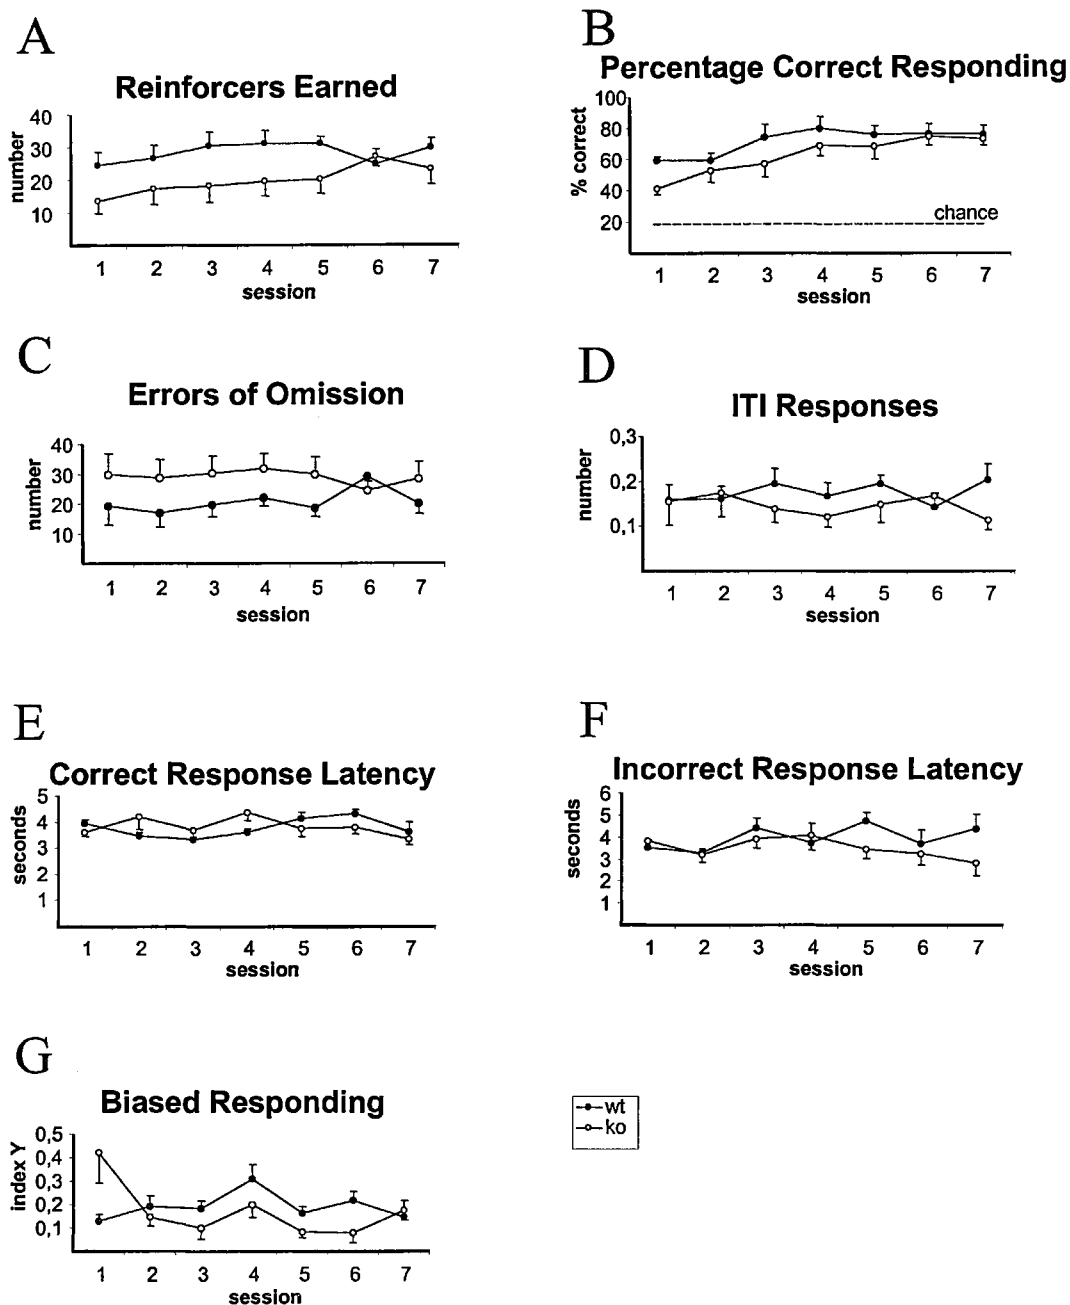 A
Reinforcers Earned
number
40
30
20
10
1 2 3 4 5 6 7
session
B
Percentage Correct Responding
% correct
100
80
60
40
20
chance
1 2 3 4 5 6 7
session
C
Errors of Omission
number
40
30
20
10
1 2 3 4 5 6 7
session
D
ITI Responses
number
0,3
0,2
0,1
1 2 3 4 5 6 7
session
E
Correct Response Latency
seconds
5
4
3
2
1
1 2 3 4 5 6 7
session
F
Incorrect Response Latency
seconds
6
5
4
3
2
1
1 2 3 4 5 6 7
session
G
Biased Responding
index Y
0,5
0,4
0,3
0,2
0,1
1 2 3 4 5 6 7
session
wt
ko